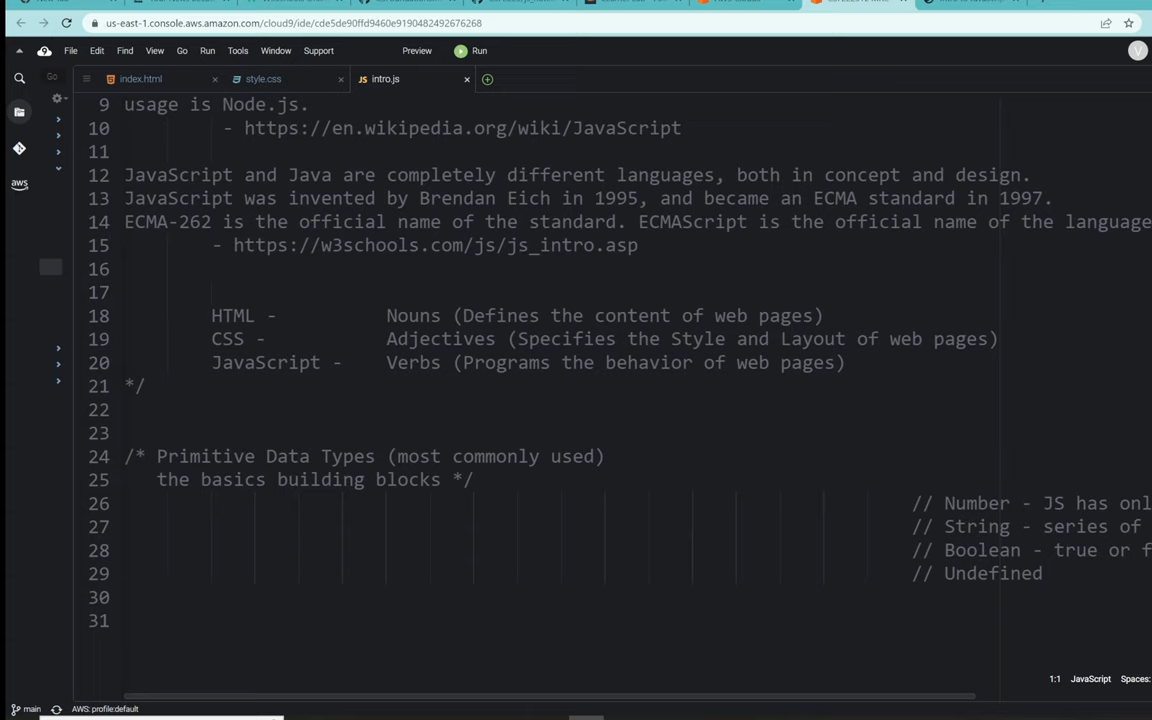 us-east-1.console.aws.amazon.com/cloud9/ide/cde5de90ffd9460e9190482492676268
File Edit Find View Go Run Tools Window Support Preview Run V
Go index.html style.css JS intro.js
9 usage is Node.js.
10 - https://en.wikipedia.org/wiki/JavaScript
11
12 JavaScript and Java are completely different languages, both in concept and design.
13 JavaScript was invented by Brendan Eich in 1995, and became an ECMA standard in 1997.
14 ECMA-262 is the official name of the standard. ECMAScript is the official name of the language
15 - https://w3schools.com/js/js_intro.asp
16
17
18 HTML - Nouns (Defines the content of web pages)
19 CSS - Adjectives (Specifies the Style and Layout of web pages)
20 JavaScript - Verbs (Programs the behavior of web pages)
21 */
22
23
24 /* Primitive Data Types (most commonly used)
25 the basics building blocks */
26 // Number - JS has onl
27 // String - series of
28 // Boolean - true or f
29 // Undefined
30
31
aws
1:1 JavaScript Spaces:
main AWS: profile:default